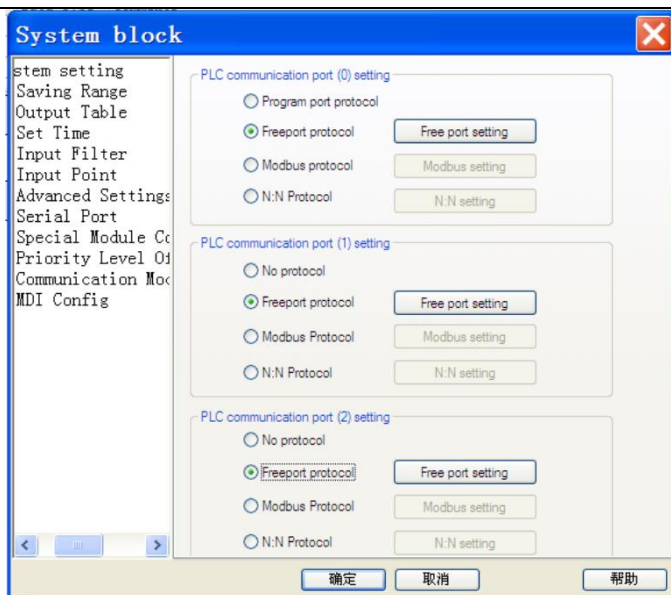 System block
stem setting
Saving Range
Output Table
Set Time
Input Filter
Input Point
Advanced Settings
Serial Port
Special Module Co
Priority Level Of
Communication Mod
MDI Config
PLC communication port (0) setting
Program port protocol
Freeport protocol
Free port setting
Modbus protocol
Modbus setting
N:N Protocol
N:N setting
PLC communication port (1) setting
No protocol
Freeport protocol
Free port setting
Modbus Protocol
Modbus setting
N:N Protocol
N:N setting
PLC communication port (2) setting
No protocol
Freeport protocol
Free port setting
Modbus Protocol
Modbus setting
N:N Protocol
N:N setting
确定
取消
帮助